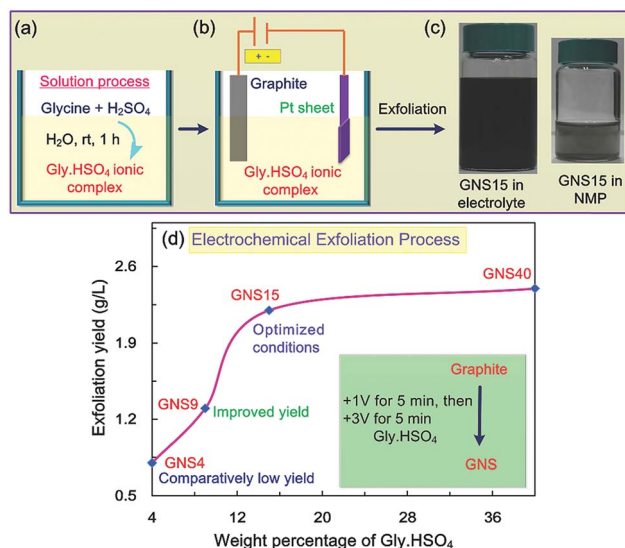 (a)
Solution process
Glycine + H₂SO₄
H₂O, rt, 1 h
Gly.HSO₄ ionic
complex
(b)
+ -
Graphite
Pt sheet
Gly.HSO₄ ionic
complex
Exfoliation
(c)
GNS15 in
electrolyte
GNS15 in
NMP
(d)
Electrochemical Exfoliation Process
Exfoliation yield (g/L)
2.6
1.9
1.2
0.5
GNS40
GNS15
Optimized
conditions
GNS9
Improved yield
GNS4
Comparatively low yield
Graphite
+1V for 5 min, then
+3V for 5 min
Gly.HSO₄
GNS
4
12
20
28
36
Weight percentage of Gly.HSO₄